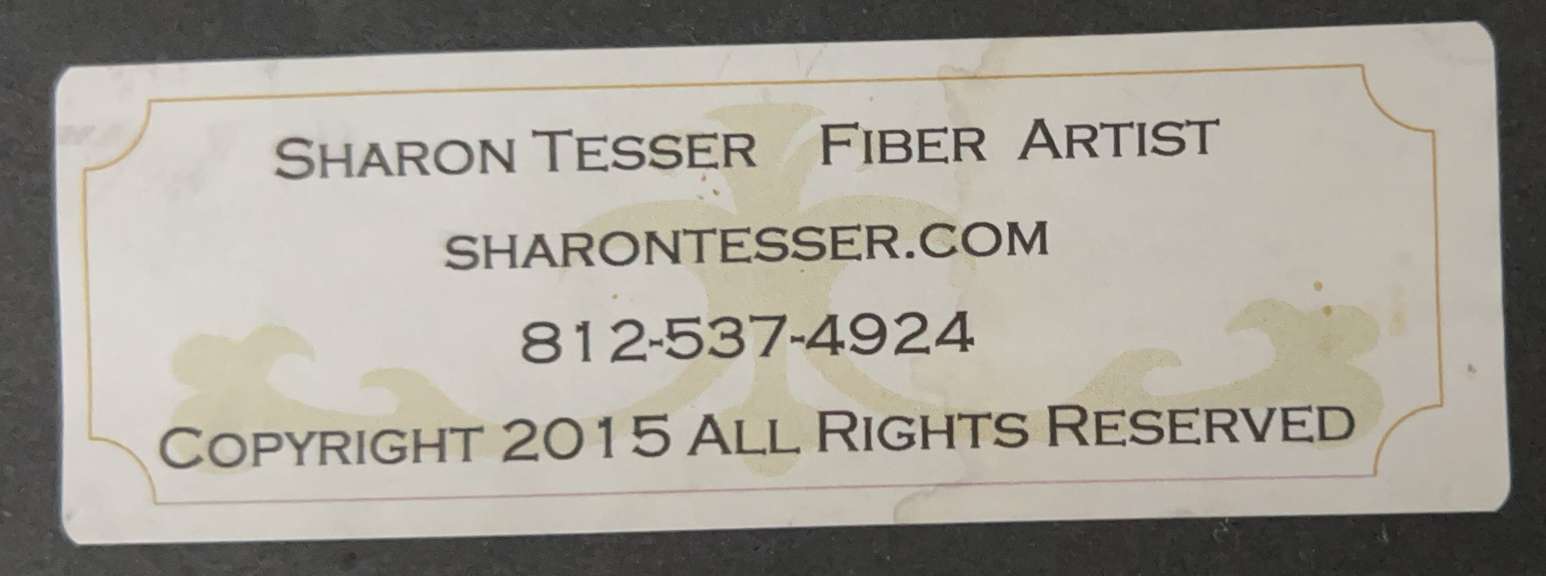 SHARON TESSER FIBER ARTIST
SHARONTESSER.COM
812-537-4924
COPYRIGHT 2015 ALL RIGHTS RESERVED